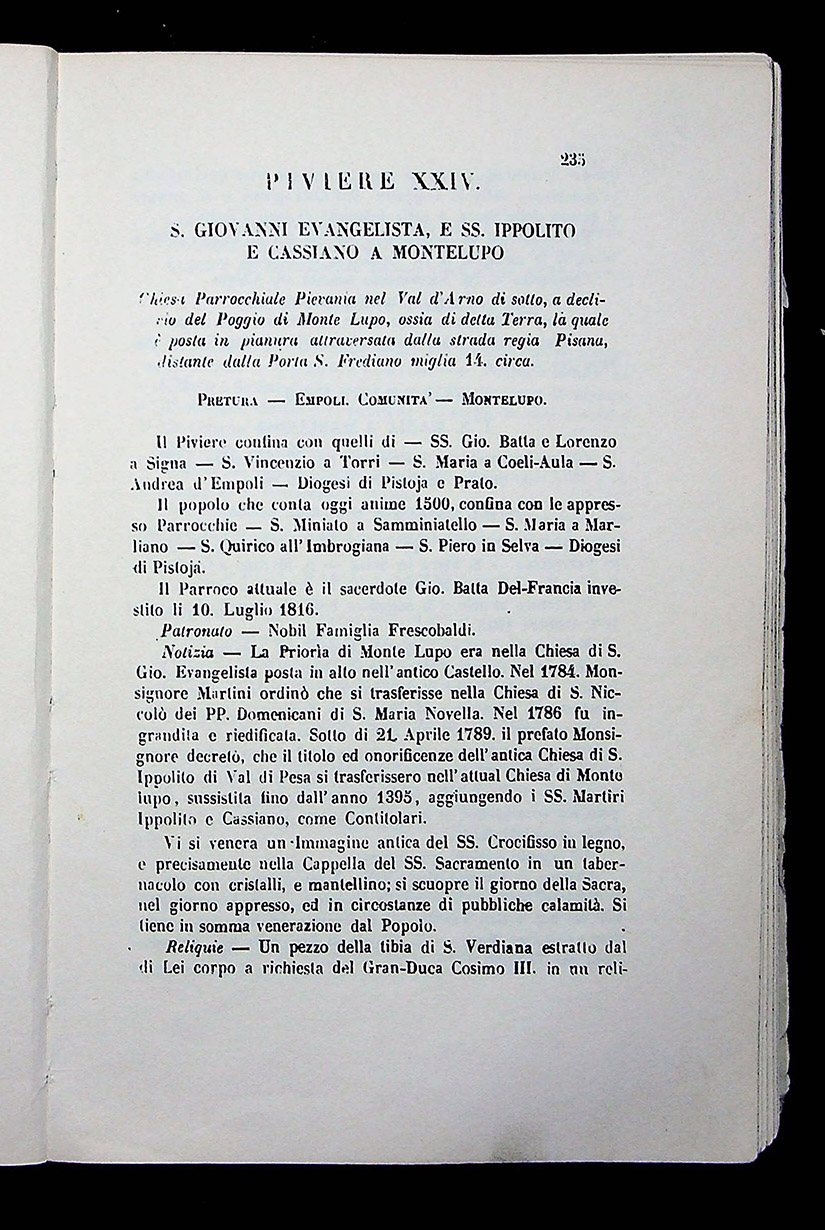 235
PIVIERE XXIV.
S. GIOVANNI EVANGELISTA, E SS. IPPOLITO
E CASSIANO A MONTELUPO
Chiesa Parrocchiale Pievania nel Val d'Arno di sotto, a decli-
vio del Poggio di Monte Lupo, ossia di detta Terra, là quale
è posta in pianura attraversata dalla strada regia Pisana,
distante dalla Porta S. Frediano miglia 14. circa.
PRETURA — EMPOLI. COMUNITA' — MONTELUPO.
Il Piviere confina con quelli di — SS. Gio. Batta e Lorenzo
a Signa — S. Vincenzio a Torri — S. Maria a Coeli-Aula — S.
Andrea d'Empoli — Diogesi di Pistoja e Prato.
Il popolo che conta oggi anime 1500, confina con le appres-
so Parrocchie — S. Miniato a Samminiatello — S. Maria a Mar-
liano — S. Quirico all'Imbrogiana — S. Piero in Selva — Diogesi
di Pistoja.
Il Parroco attuale è il sacerdote Gio. Batta Del-Francia inve-
stito li 10. Luglio 1816.
Patronato — Nobil Famiglia Frescobaldi.
Notizia — La Priorìa di Monte Lupo era nella Chiesa di S.
Gio. Evangelista posta in alto nell'antico Castello. Nel 1784. Mon-
signore Martini ordinò che si trasferisse nella Chiesa di S. Nic-
colò dei PP. Domenicani di S. Maria Novella. Nel 1786 fu in-
grandita e riedificata. Sotto di 21. Aprile 1789. il prefato Monsi-
gnore decretò, che il titolo ed onorificenze dell'antica Chiesa di S.
Ippolito di Val di Pesa si trasferissero nell'attual Chiesa di Monte
lupo, sussistita fino dall'anno 1395, aggiungendo i SS. Martiri
Ippolito e Cassiano, come Contitolari.
Vi si venera un Immagine antica del SS. Crocifisso in legno,
e precisamente nella Cappella del SS. Sacramento in un taber-
nacolo con cristalli, e mantellino; si scuopre il giorno della Sacra,
nel giorno appresso, ed in circostanze di pubbliche calamità. Si
tiene in somma venerazione dal Popolo.
Reliquie — Un pezzo della tibia di S. Verdiana estratto dal
di Lei corpo a richiesta del Gran-Duca Cosimo III. in un reli-